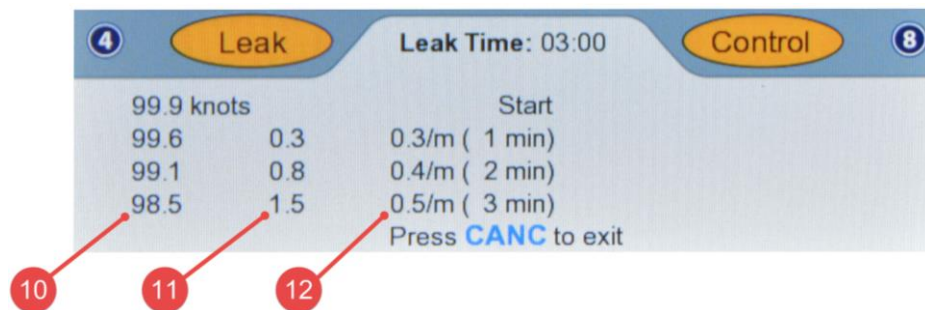 4 Leak Leak Time: 03:00 Control 8
99.9 knots Start
99.6 0.3 0.3/m ( 1 min)
99.1 0.8 0.4/m ( 2 min)
98.5 1.5 0.5/m ( 3 min)
Press CANC to exit
10 11 12